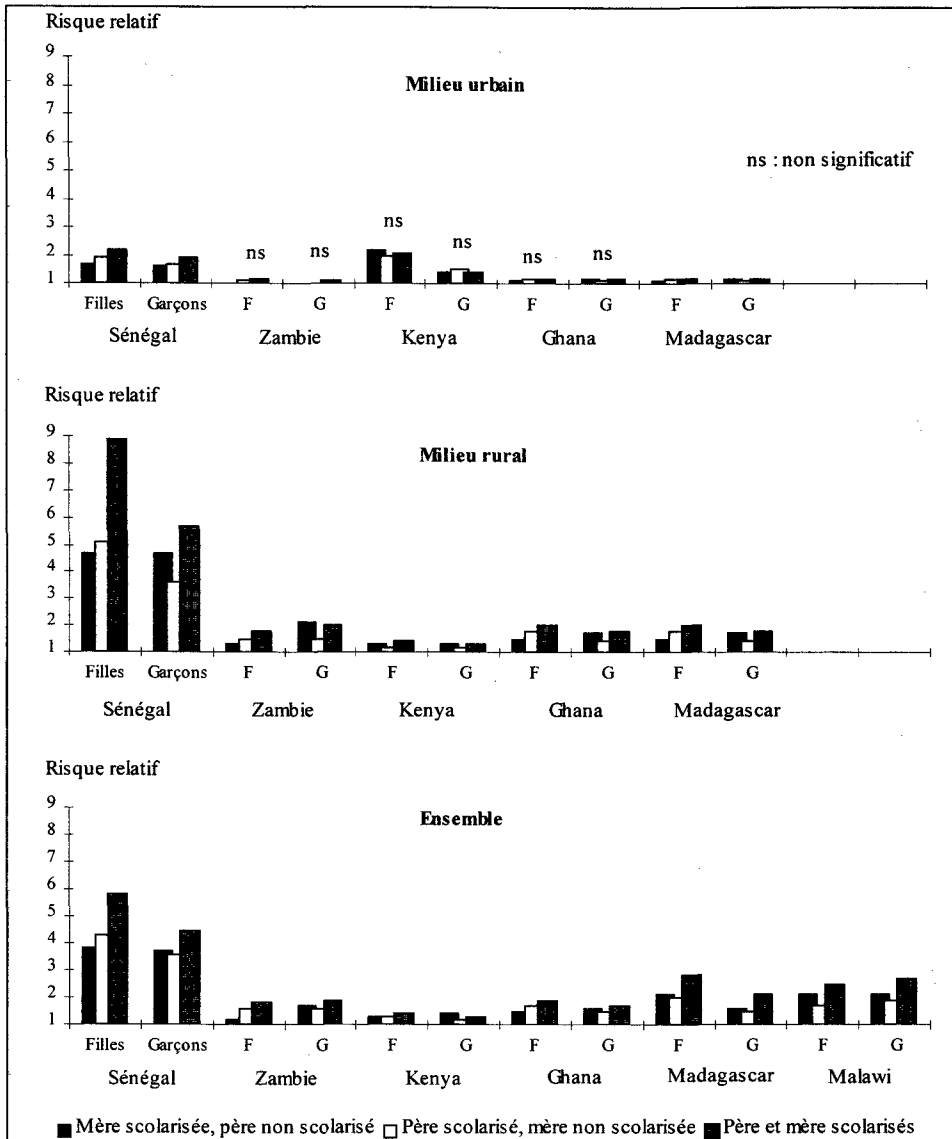 Risque relatif
9
8
7
6
5
4
3
2
1
Milieu urbain
ns : non significatif
ns ns ns ns ns ns
Filles Garçons F G F G F G F G
Sénégal Zambie Kenya Ghana Madagascar
Risque relatif
9
8
7
6
5
4
3
2
1
Milieu rural
Filles Garçons F G F G F G F G
Sénégal Zambie Kenya Ghana Madagascar
Risque relatif
9
8
7
6
5
4
3
2
1
Ensemble
Filles Garçons F G F G F G F G F G
Sénégal Zambie Kenya Ghana Madagascar Malawi
Mère scolarisée, père non scolarisé Père scolarisé, mère non scolarisée Père et mère scolarisés